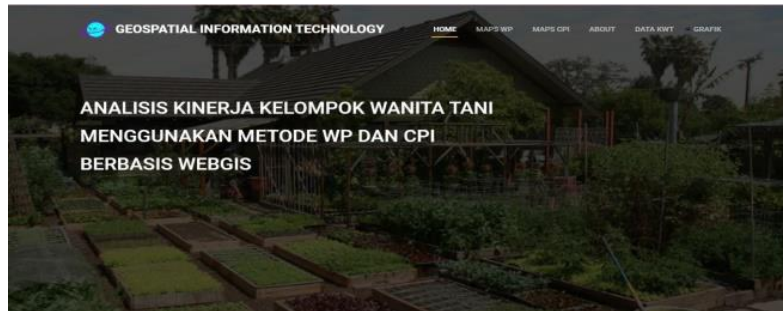 GEOSPATIAL INFORMATION TECHNOLOGY HOME MAPS WP MAPS CPI ABOUT DATA KWT GRAFIK
ANALISIS KINERJA KELOMPOK WANITA TANI
MENGGUNAKAN METODE WP DAN CPI
BERBASIS WEBGIS